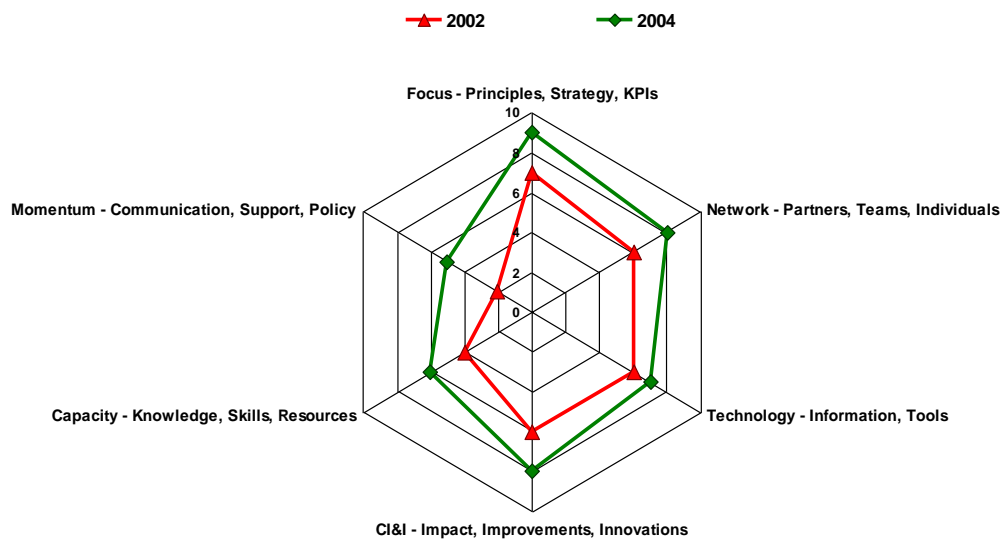 2002 2004
Focus - Principles, Strategy, KPIs
10
8
Momentum - Communication, Support, Policy
Network - Partners, Teams, Individuals
6
4
2
0
Capacity - Knowledge, Skills, Resources
Technology - Information, Tools
CI&I - Impact, Improvements, Innovations